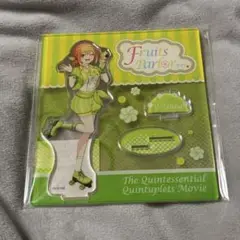 Fruits
Parlor
The Quintessential
Quintuplets Movie